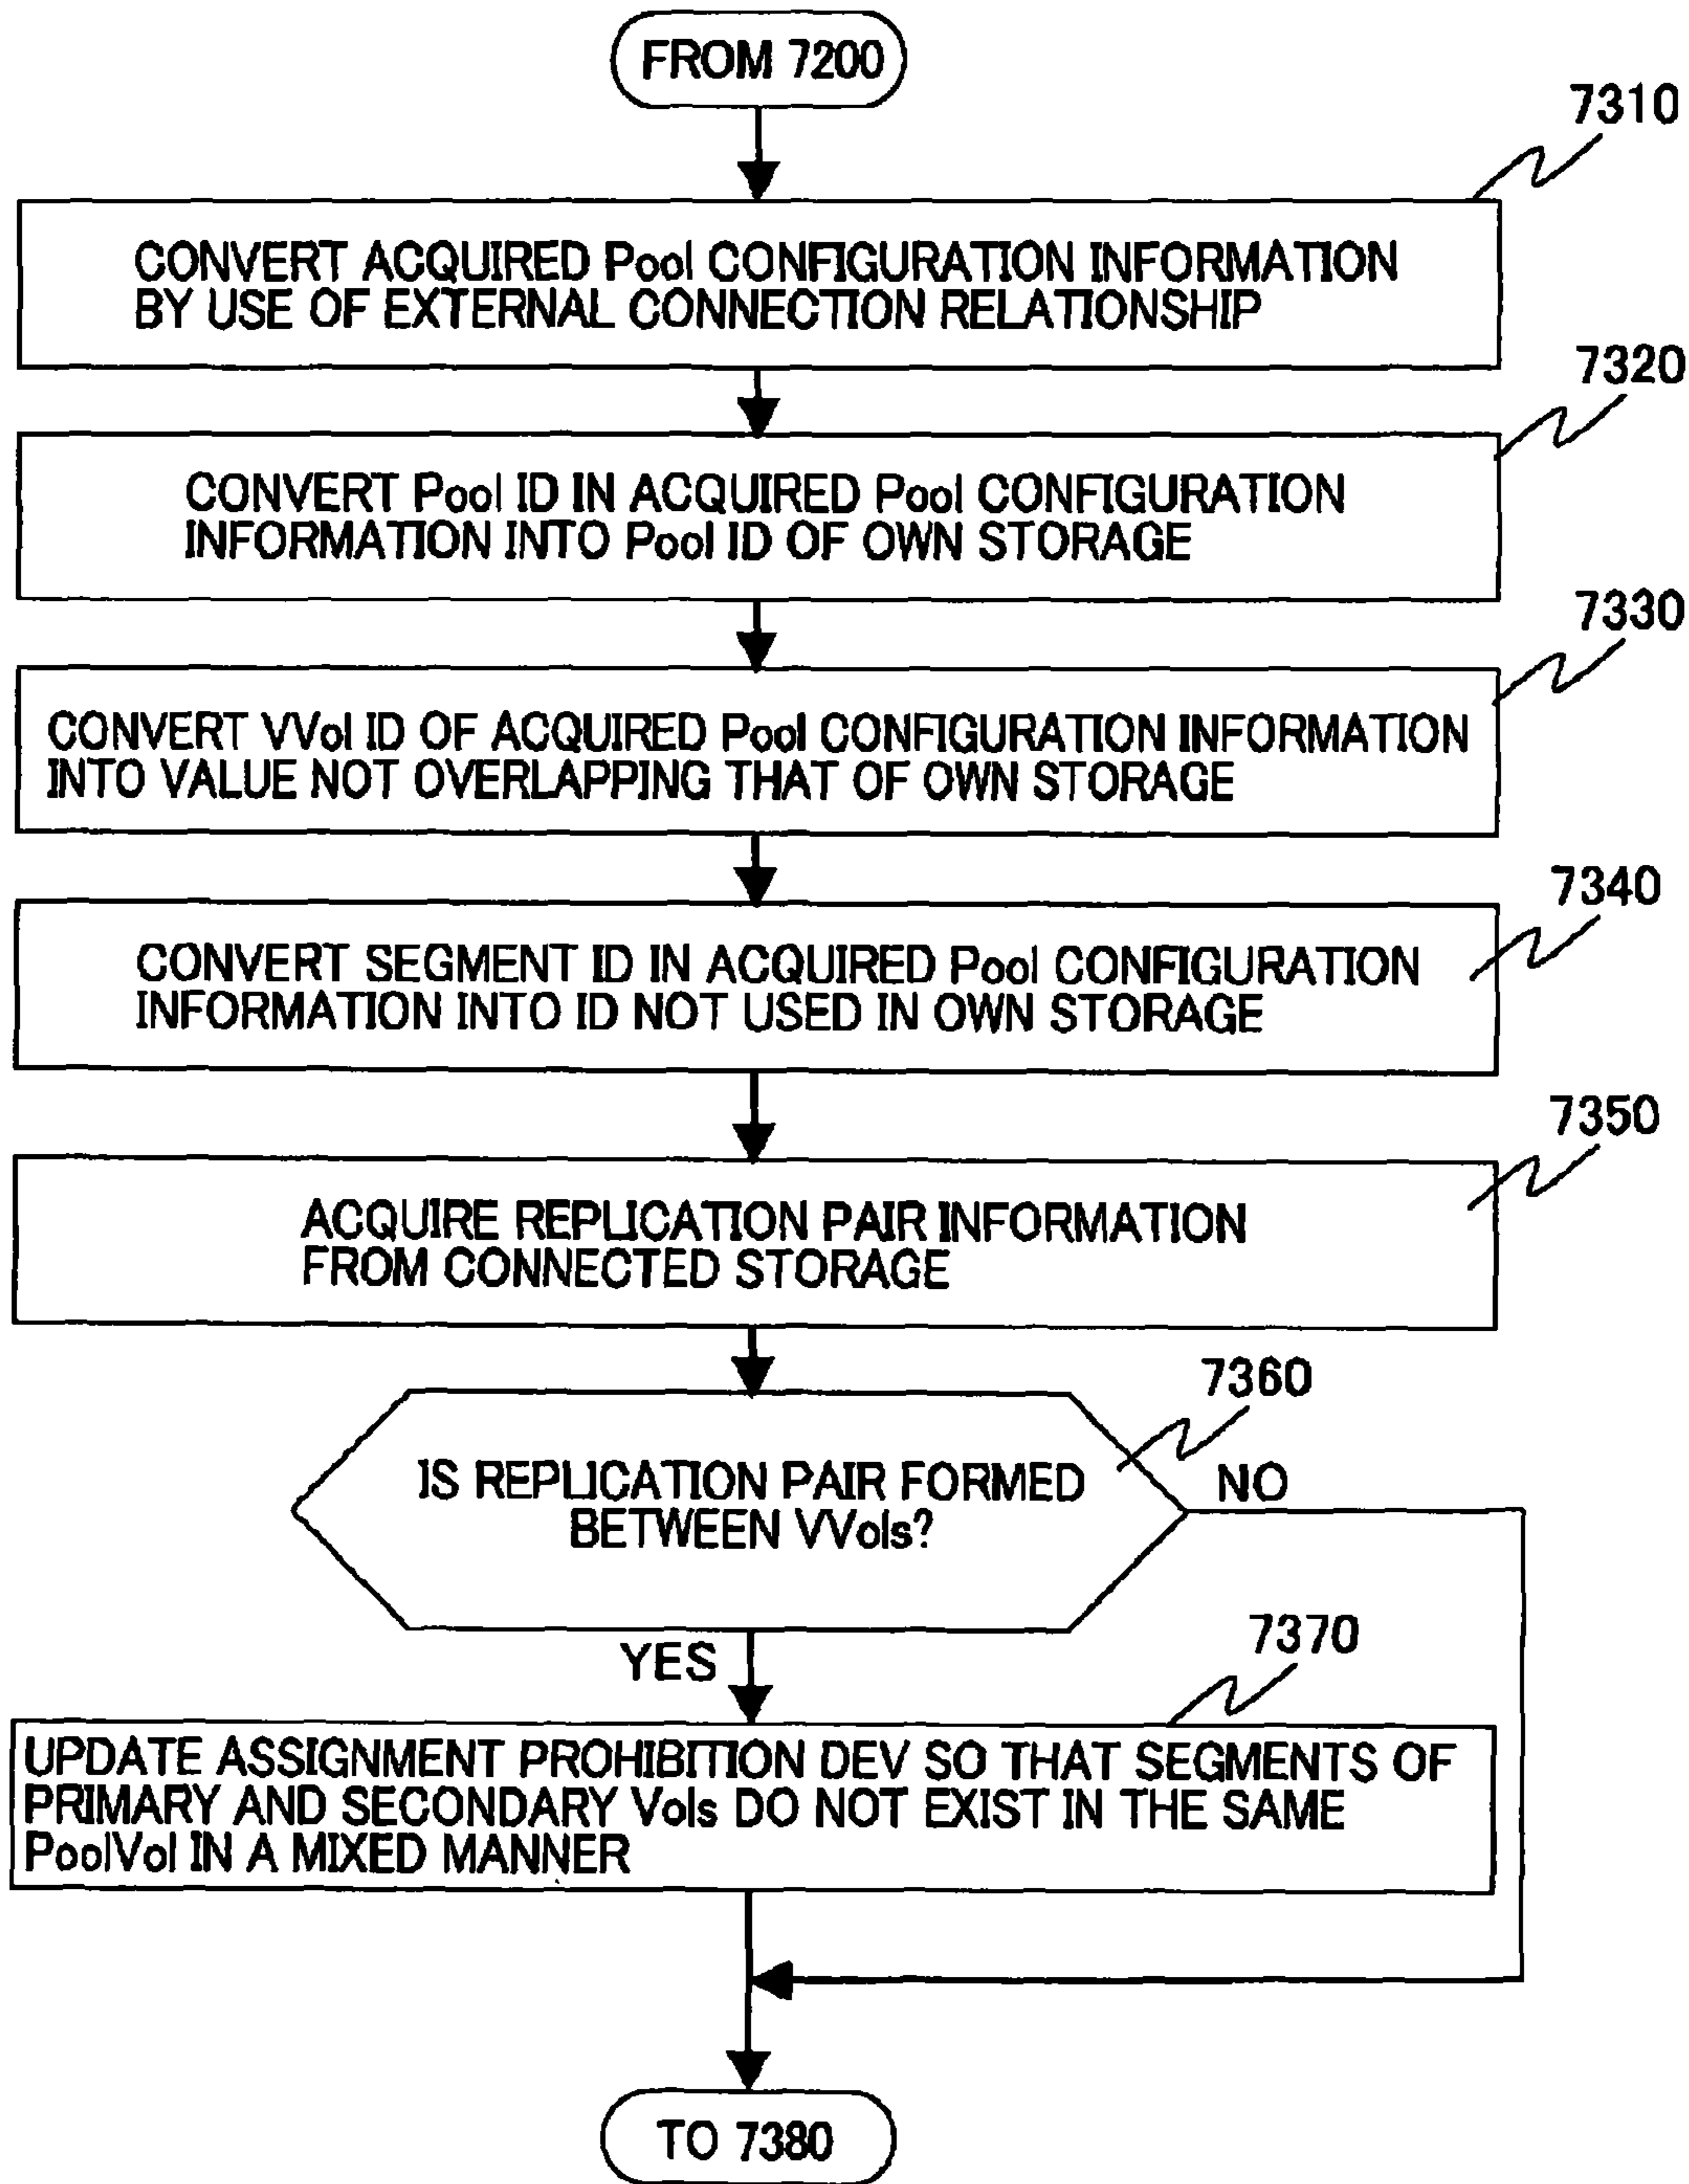 FROM 7200
7310
CONVERT ACQUIRED Pool CONFIGURATION INFORMATION
BY USE OF EXTERNAL CONNECTION RELATIONSHIP
7320
CONVERT Pool ID IN ACQUIRED Pool CONFIGURATION
INFORMATION INTO Pool ID OF OWN STORAGE
7330
CONVERT VVol ID OF ACQUIRED Pool CONFIGURATION INFORMATION
INTO VALUE NOT OVERLAPPING THAT OF OWN STORAGE
7340
CONVERT SEGMENT ID IN ACQUIRED Pool CONFIGURATION
INFORMATION INTO ID NOT USED IN OWN STORAGE
7350
ACQUIRE REPLICATION PAIR INFORMATION
FROM CONNECTED STORAGE
7360
IS REPLICATION PAIR FORMED
BETWEEN VVols?
NO
YES
7370
UPDATE ASSIGNMENT PROHIBITION DEV SO THAT SEGMENTS OF
PRIMARY AND SECONDARY Vols DO NOT EXIST IN THE SAME
PoolVol IN A MIXED MANNER
TO 7380